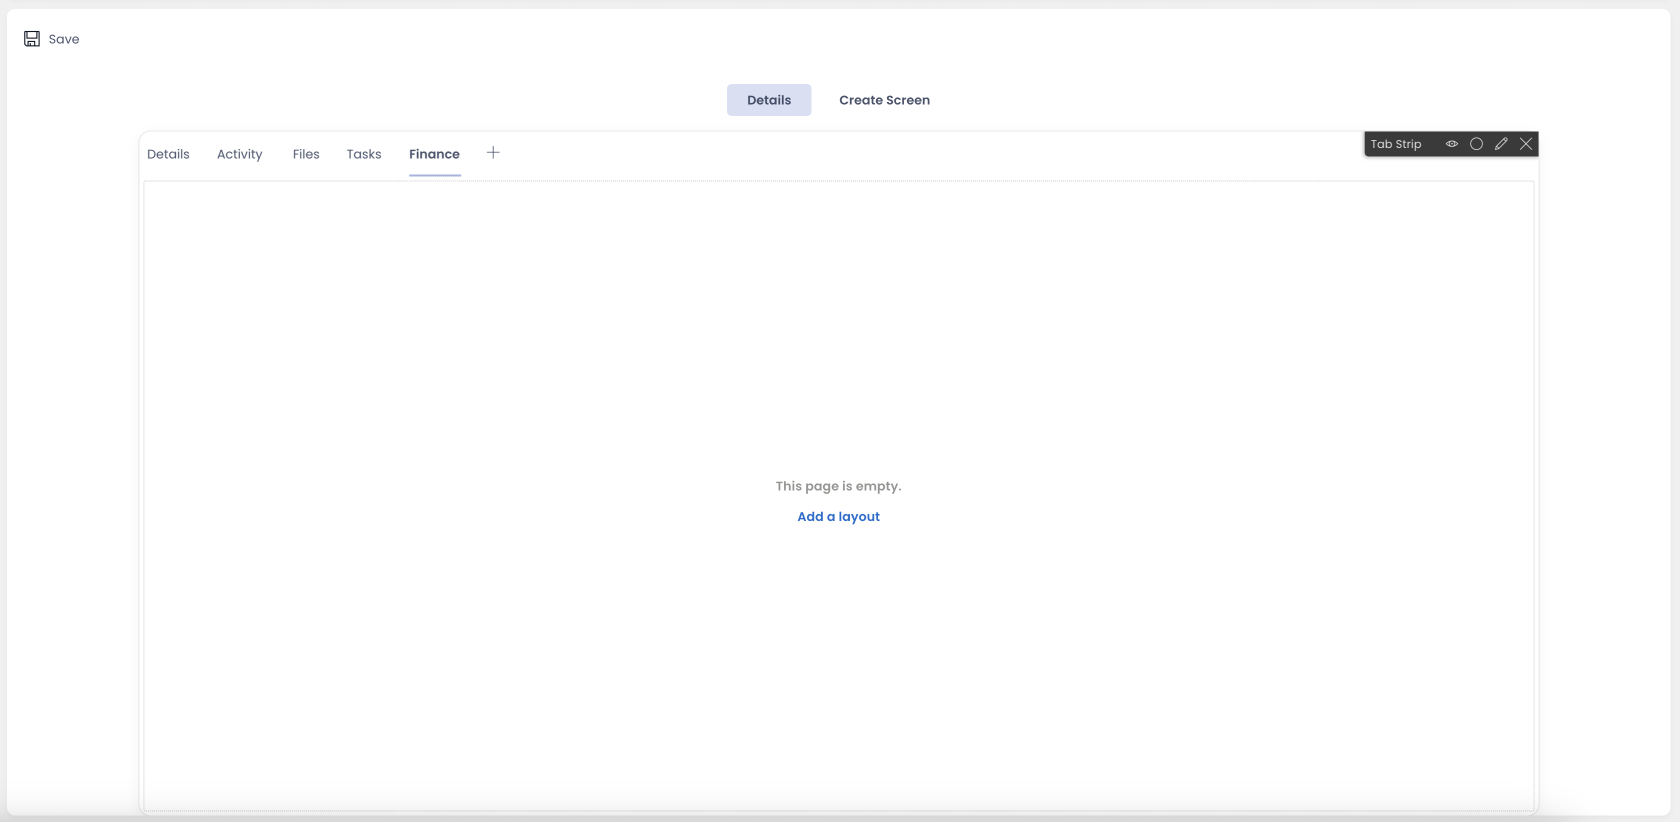 Save
Details Create Screen
Details Activity Files Tasks Finance
Tab Strip
This page is empty.
Add a layout